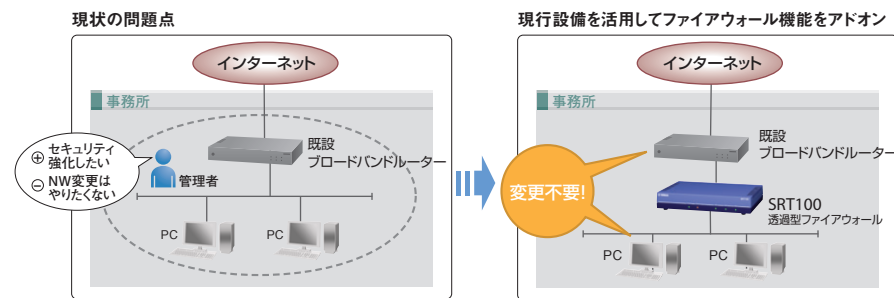 現状の問題点
インターネット
事務所
⊕ セキュリティ
強化したい
⊖ NW変更は
やりたくない
管理者
既設
ブロードバンドルーター
PC
PC
現行設備を活用してファイアウォール機能をアドオン
インターネット
事務所
変更不要!
既設
ブロードバンドルーター
SRT100
透過型ファイアウォール
PC
PC